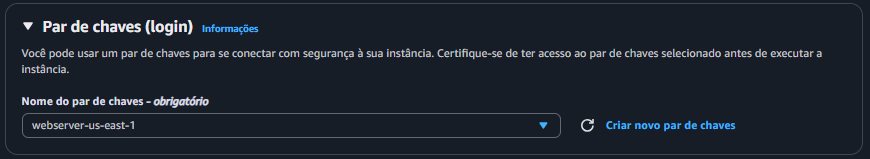 Par de chaves (login) Informações
Você pode usar um par de chaves para se conectar com segurança à sua instância. Certifique-se de ter acesso ao par de chaves selecionado antes de executar a
instância.
Nome do par de chaves - obrigatório
webserver-us-east-1 Criar novo par de chaves